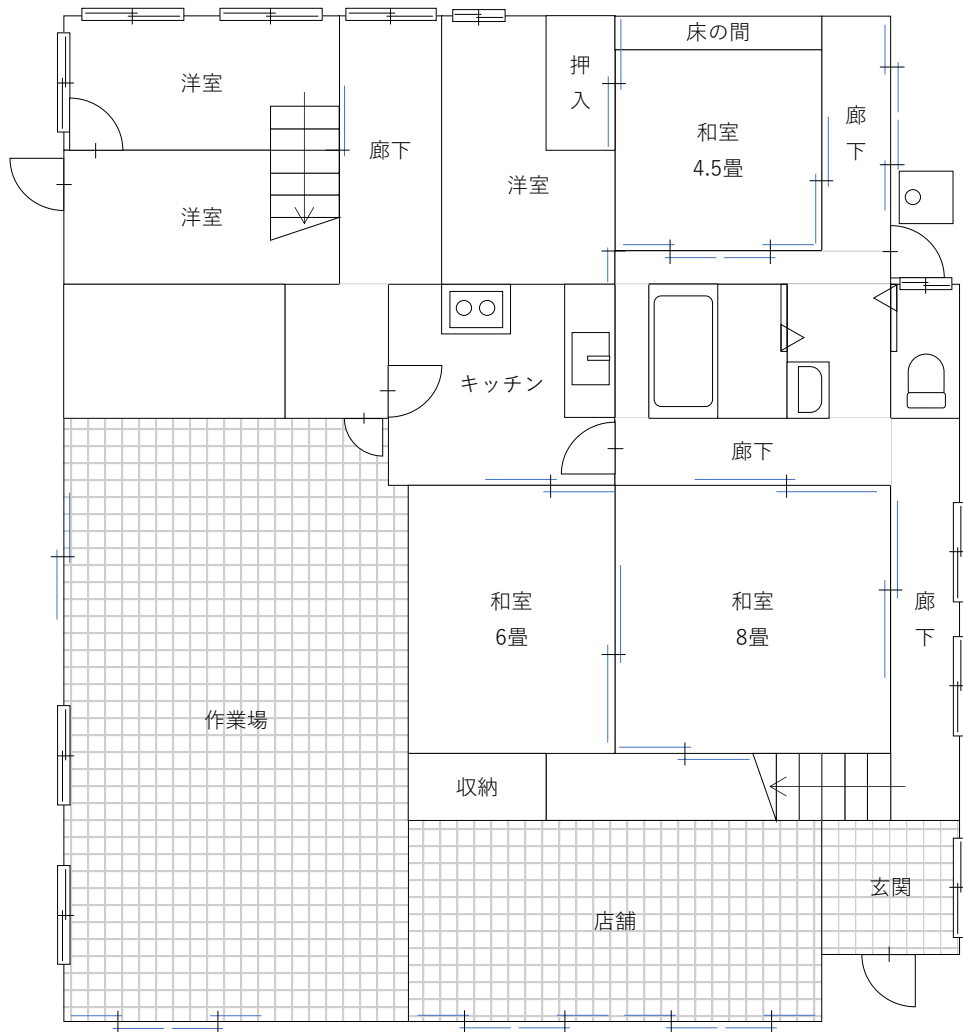 床の間
洋室
押
入
廊
下
和室
4.5畳
廊下
洋室
洋室
キッチン
廊下
和室
6畳
和室
8畳
廊
下
作業場
収納
玄関
店舗